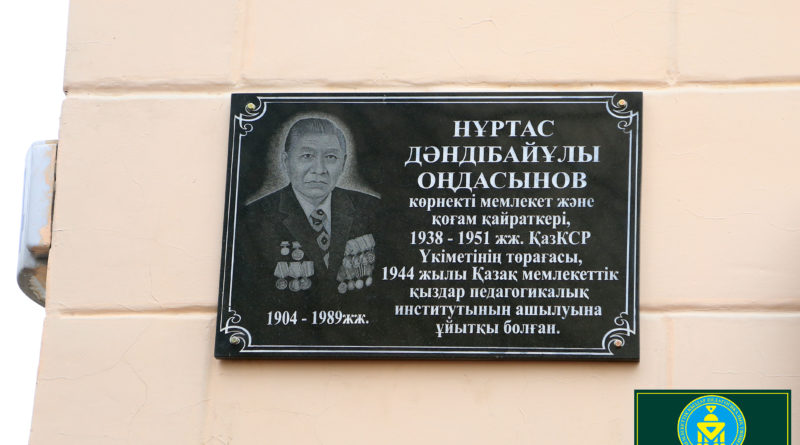 НҰРТАС
ДӘНДІБАЙҰЛЫ
ОҢДАСЫНОВ
көрнекті мемлекет және
қоғам қайраткері,
1938 - 1951 жж. ҚазКСР
Үкіметінің төрағасы,
1944 жылы Қазақ мемлекеттік
қыздар педагогикалық
институтының ашылуына
ұйытқы болған.
1904 - 1989жж.